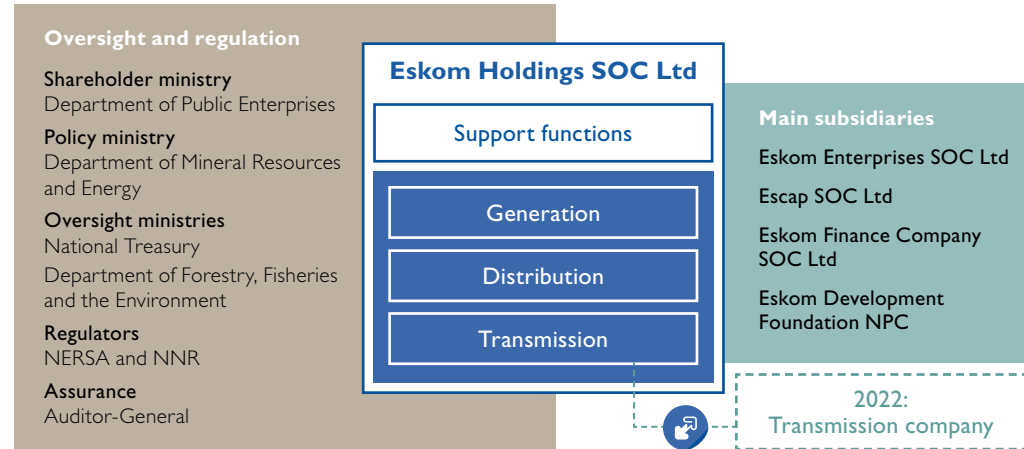 Oversight and regulation
Shareholder ministry
Department of Public Enterprises
Policy ministry
Department of Mineral Resources
and Energy
Oversight ministries
National Treasury
Department of Forestry, Fisheries
and the Environment
Regulators
NERSA and NNR
Assurance
Auditor-General
Eskom Holdings SOC Ltd
Support functions
Generation
Distribution
Transmission
Main subsidiaries
Eskom Enterprises SOC Ltd
Escap SOC Ltd
Eskom Finance Company
SOC Ltd
Eskom Development
Foundation NPC
2022:
Transmission company